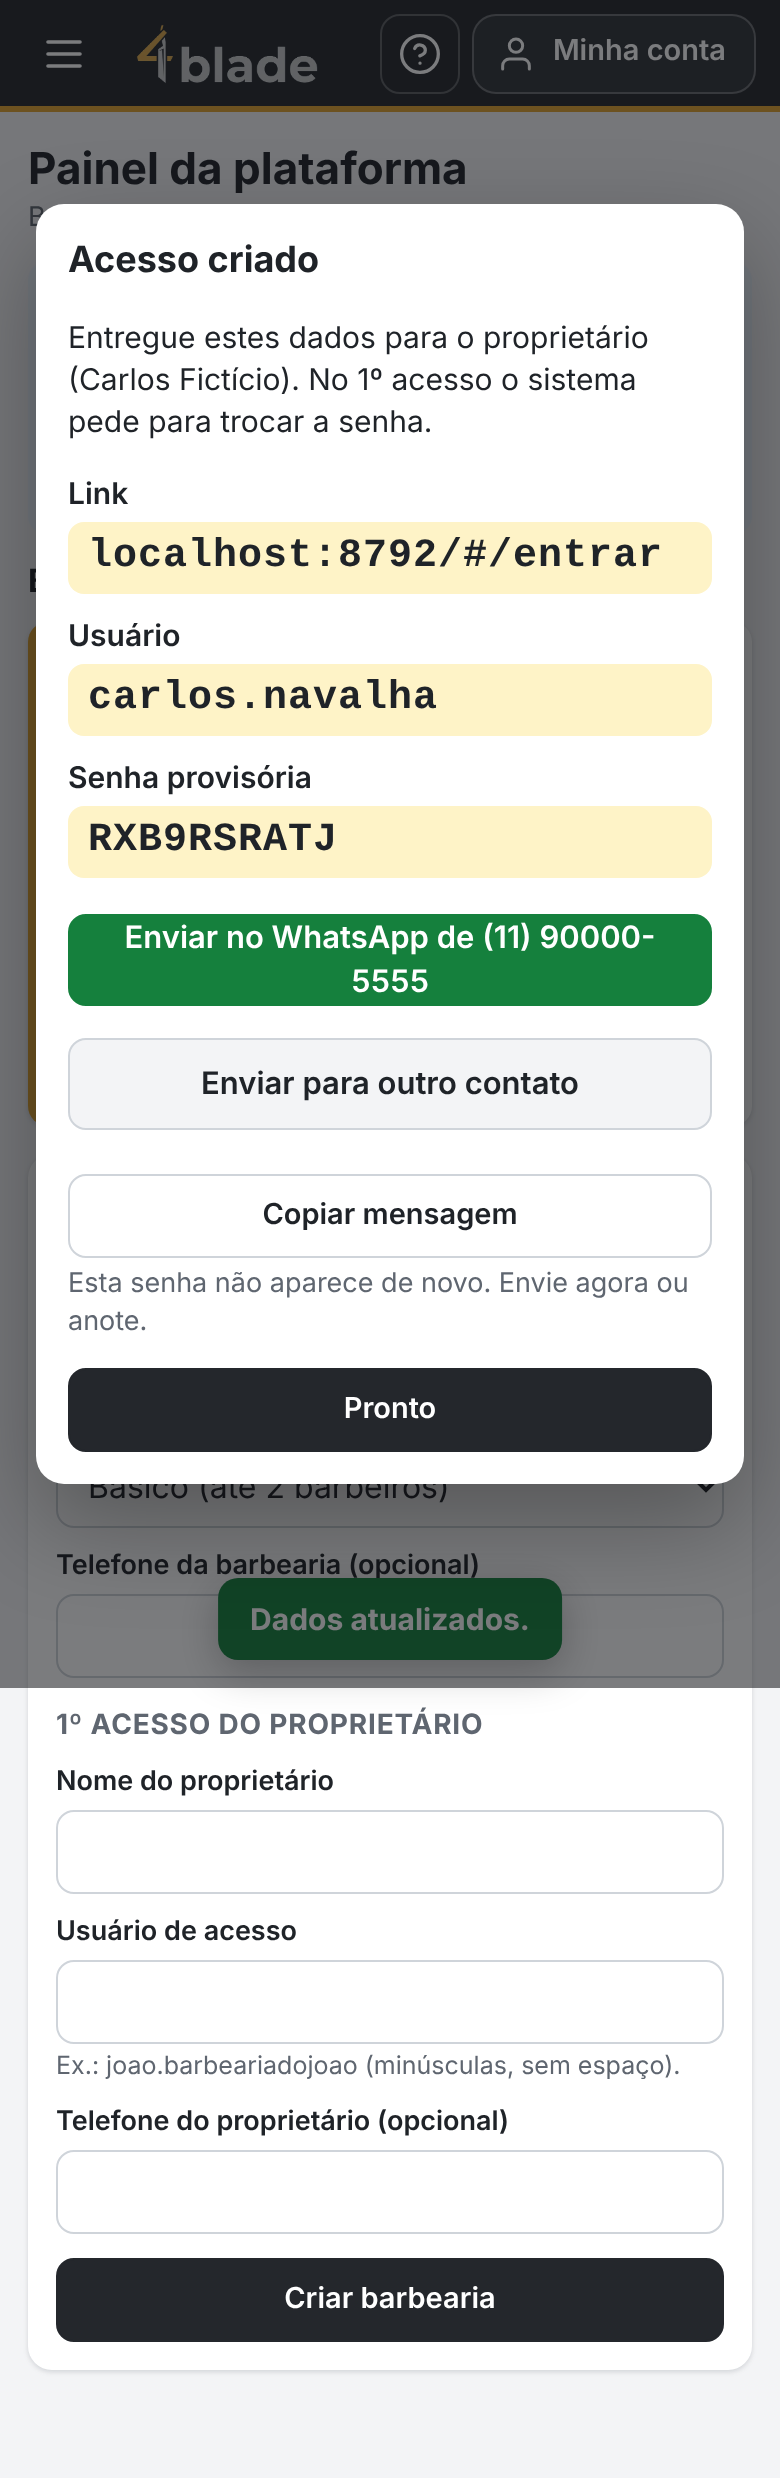 4blade
Minha conta
Painel da plataforma
Acesso criado
Entregue estes dados para o proprietário
(Carlos Fictício). No 1º acesso o sistema
pede para trocar a senha.
Link
localhost:8792/#/entrar
Usuário
carlos.navalha
Senha provisória
RXB9RSRATJ
Enviar no WhatsApp de (11) 90000-
5555
Enviar para outro contato
Copiar mensagem
Esta senha não aparece de novo. Envie agora ou
anote.
Pronto
Básico (até 2 barbeiros)
Telefone da barbearia (opcional)
Dados atualizados.
1º ACESSO DO PROPRIETÁRIO
Nome do proprietário
Usuário de acesso
Ex.: joao.barbeariadojoao (minúsculas, sem espaço).
Telefone do proprietário (opcional)
Criar barbearia